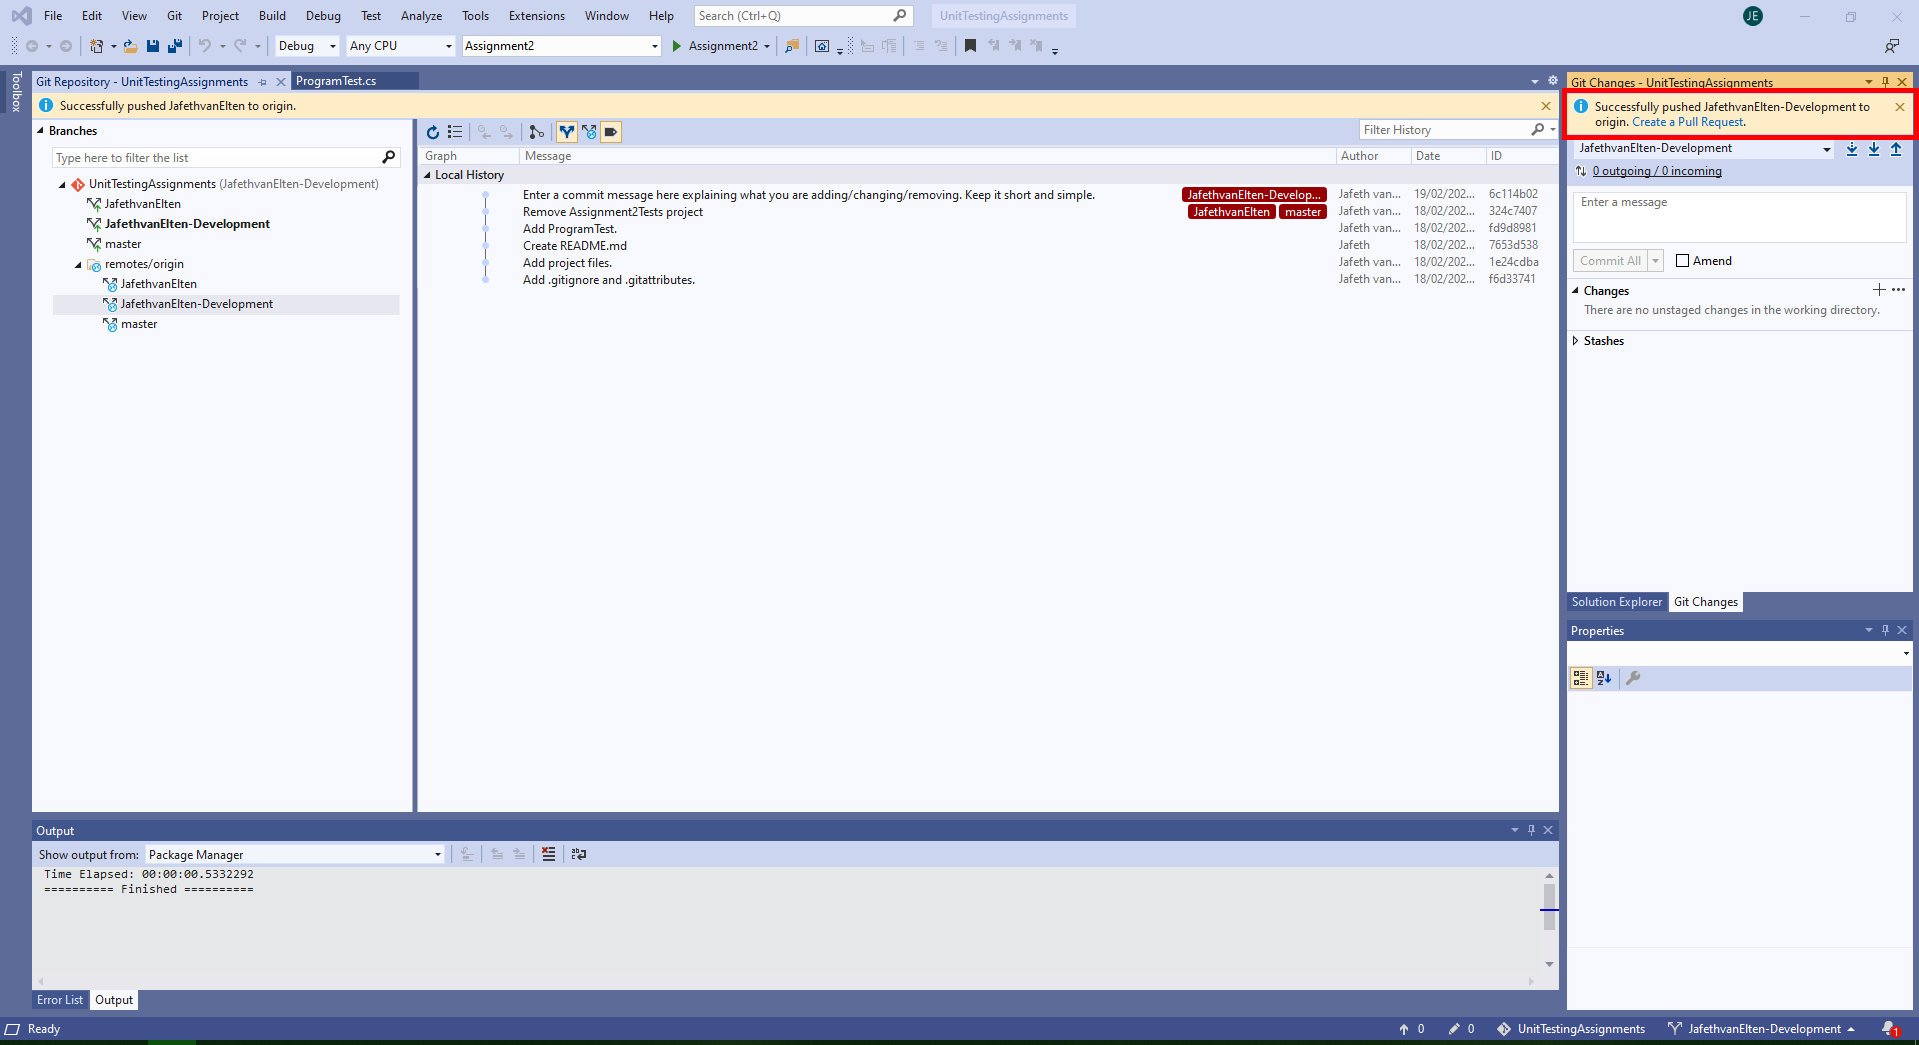 File Edit View Git Project Build Debug Test Analyze Tools Extensions Window Help Search (Ctrl+Q) UnitTestingAssignments JE
Debug Any CPU Assignment2 Assignment2
Toolbox
Git Repository - UnitTestingAssignments ProgramTest.cs
Successfully pushed JafethvanElten to origin.
Branches
Type here to filter the list
UnitTestingAssignments (JafethvanElten-Development)
JafethvanElten
JafethvanElten-Development
master
remotes/origin
JafethvanElten
JafethvanElten-Development
master
Filter History
Graph Message Author Date ID
Local History
Enter a commit message here explaining what you are adding/changing/removing. Keep it short and simple. JafethvanElten-Develop... Jafeth van... 19/02/202... 6c114b02
Remove Assignment2Tests project JafethvanElten master Jafeth van... 18/02/202... 324c7407
Add ProgramTest. Jafeth van... 18/02/202... fd9d8981
Create README.md Jafeth 18/02/202... 7653d538
Add project files. Jafeth van... 18/02/202... 1e24cdba
Add .gitignore and .gitattributes. Jafeth van... 18/02/202... f6d33741
Git Changes - UnitTestingAssignments
Successfully pushed JafethvanElten-Development to
origin. Create a Pull Request.
JafethvanElten-Development
0 outgoing / 0 incoming
Enter a message
Commit All Amend
Changes
There are no unstaged changes in the working directory.
Stashes
Solution Explorer Git Changes
Properties
Output
Show output from: Package Manager
Time Elapsed: 00:00:00.5332292
========== Finished ==========
Error List Output
Ready 0 0 UnitTestingAssignments JafethvanElten-Development 1